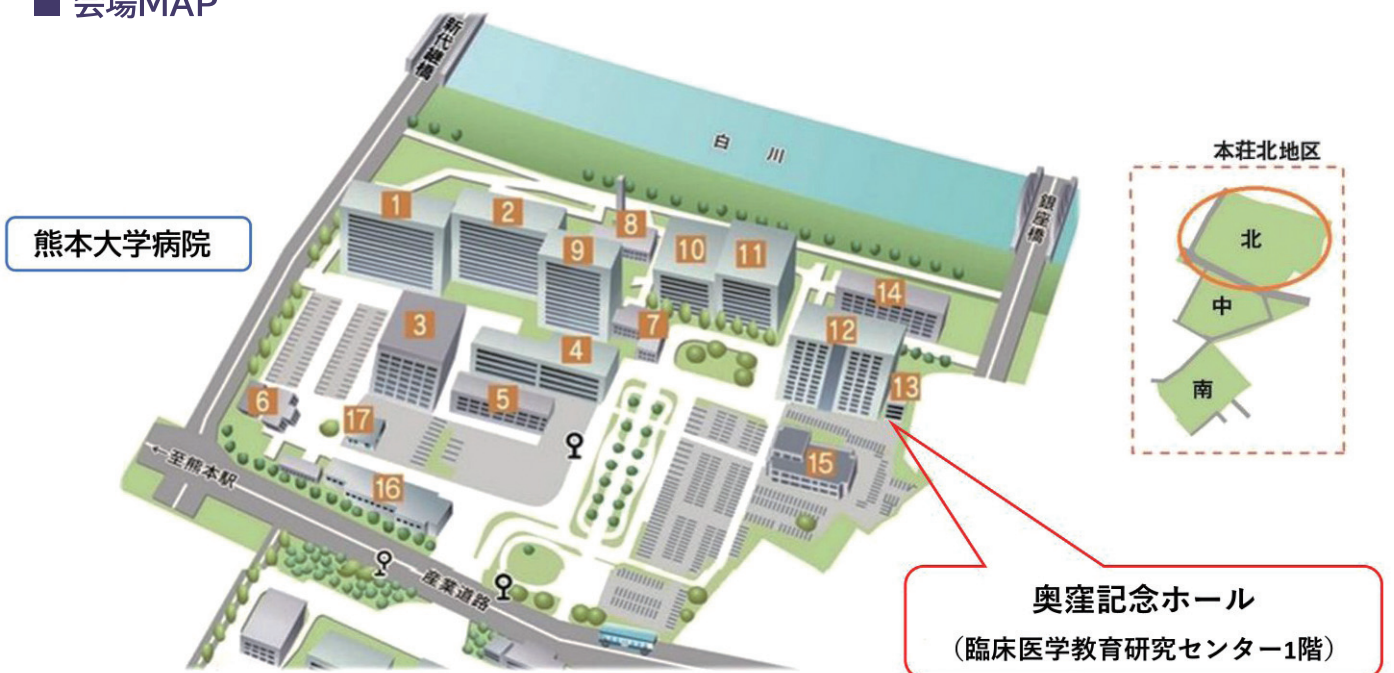 ■ 会場MAP
新代継橋
白川
銀座橋
本荘北地区
北
中
南
熊本大学病院
1
2
8
9
10
11
14
3
7
12
4
13
5
6
17
15
16
←至熊本駅
産業道路
奥窪記念ホール
（臨床医学教育研究センター1階）